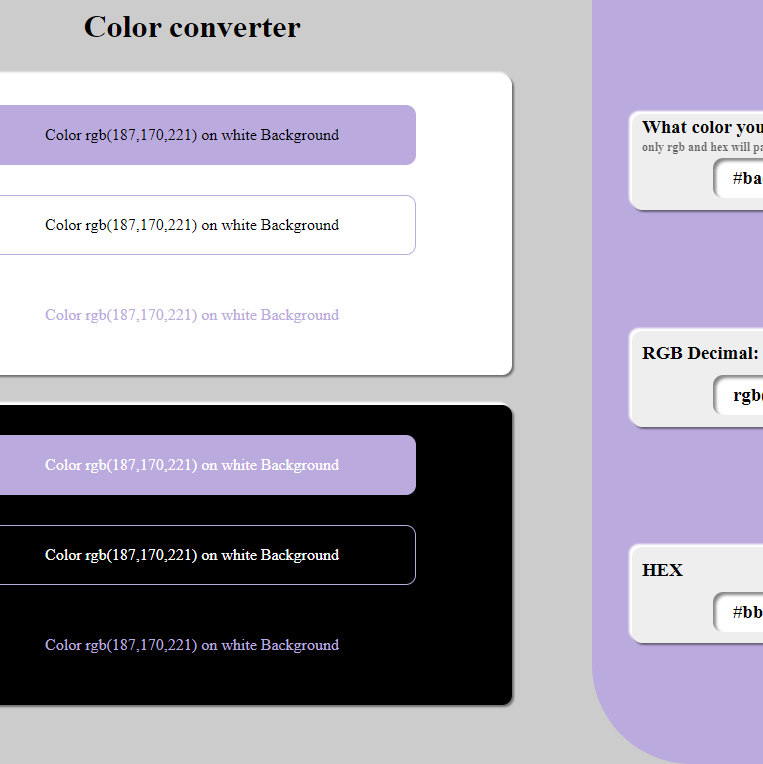 Color converter
Color rgb(187,170,221) on white Background
Color rgb(187,170,221) on white Background
Color rgb(187,170,221) on white Background
Color rgb(187,170,221) on white Background
Color rgb(187,170,221) on white Background
Color rgb(187,170,221) on white Background
What color you
only rgb and hex will pa
#ba
RGB Decimal:
rgb(
HEX
#bb